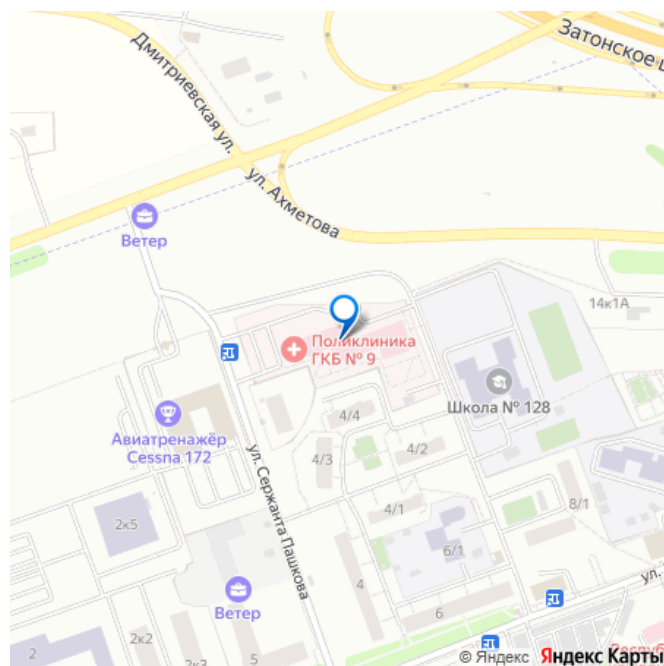 Затонское ш
Дмитриевская ул.
ул. Ахметова
Ветер
14к1А
Поликлиника
ГКБ № 9
Школа № 128
4/4
Авиатренажёр
Cessna 172
4/3
4/2
ул. Сержанта Пашкова
4/1
8/1
2к5
6/1
ул.
4
Ветер
6
2
2к2
2к3
5
© Яндекс Яндекс Карты